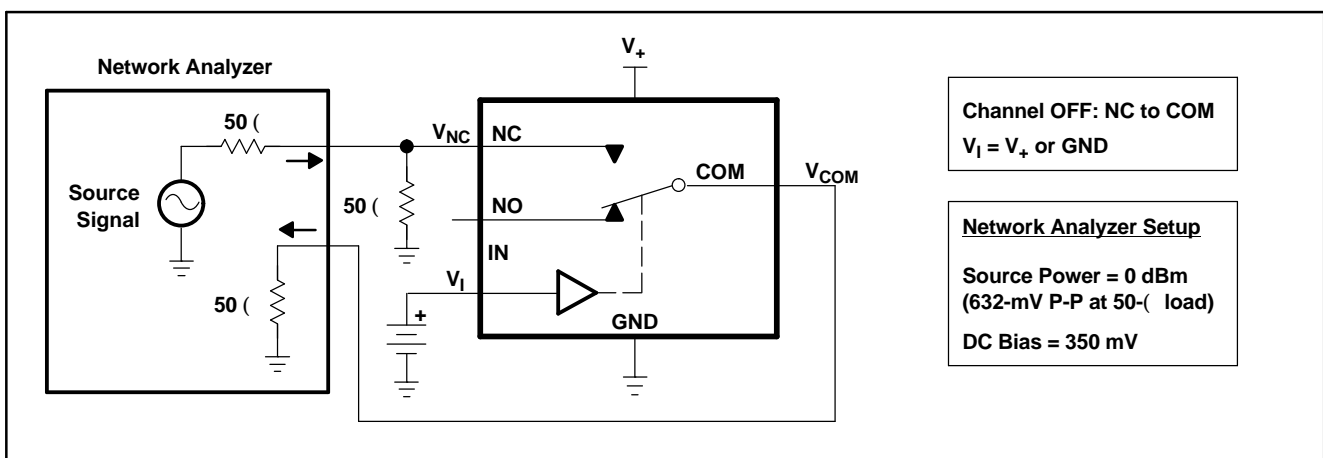 V+
Network Analyzer
50 (
VNC
NC
Source
Signal
50 (
COM
VCOM
NO
IN
50 (
VI
+
GND
Channel OFF: NC to COM
VI = V+ or GND
Network Analyzer Setup
Source Power = 0 dBm
(632-mV P-P at 50-( load)
DC Bias = 350 mV